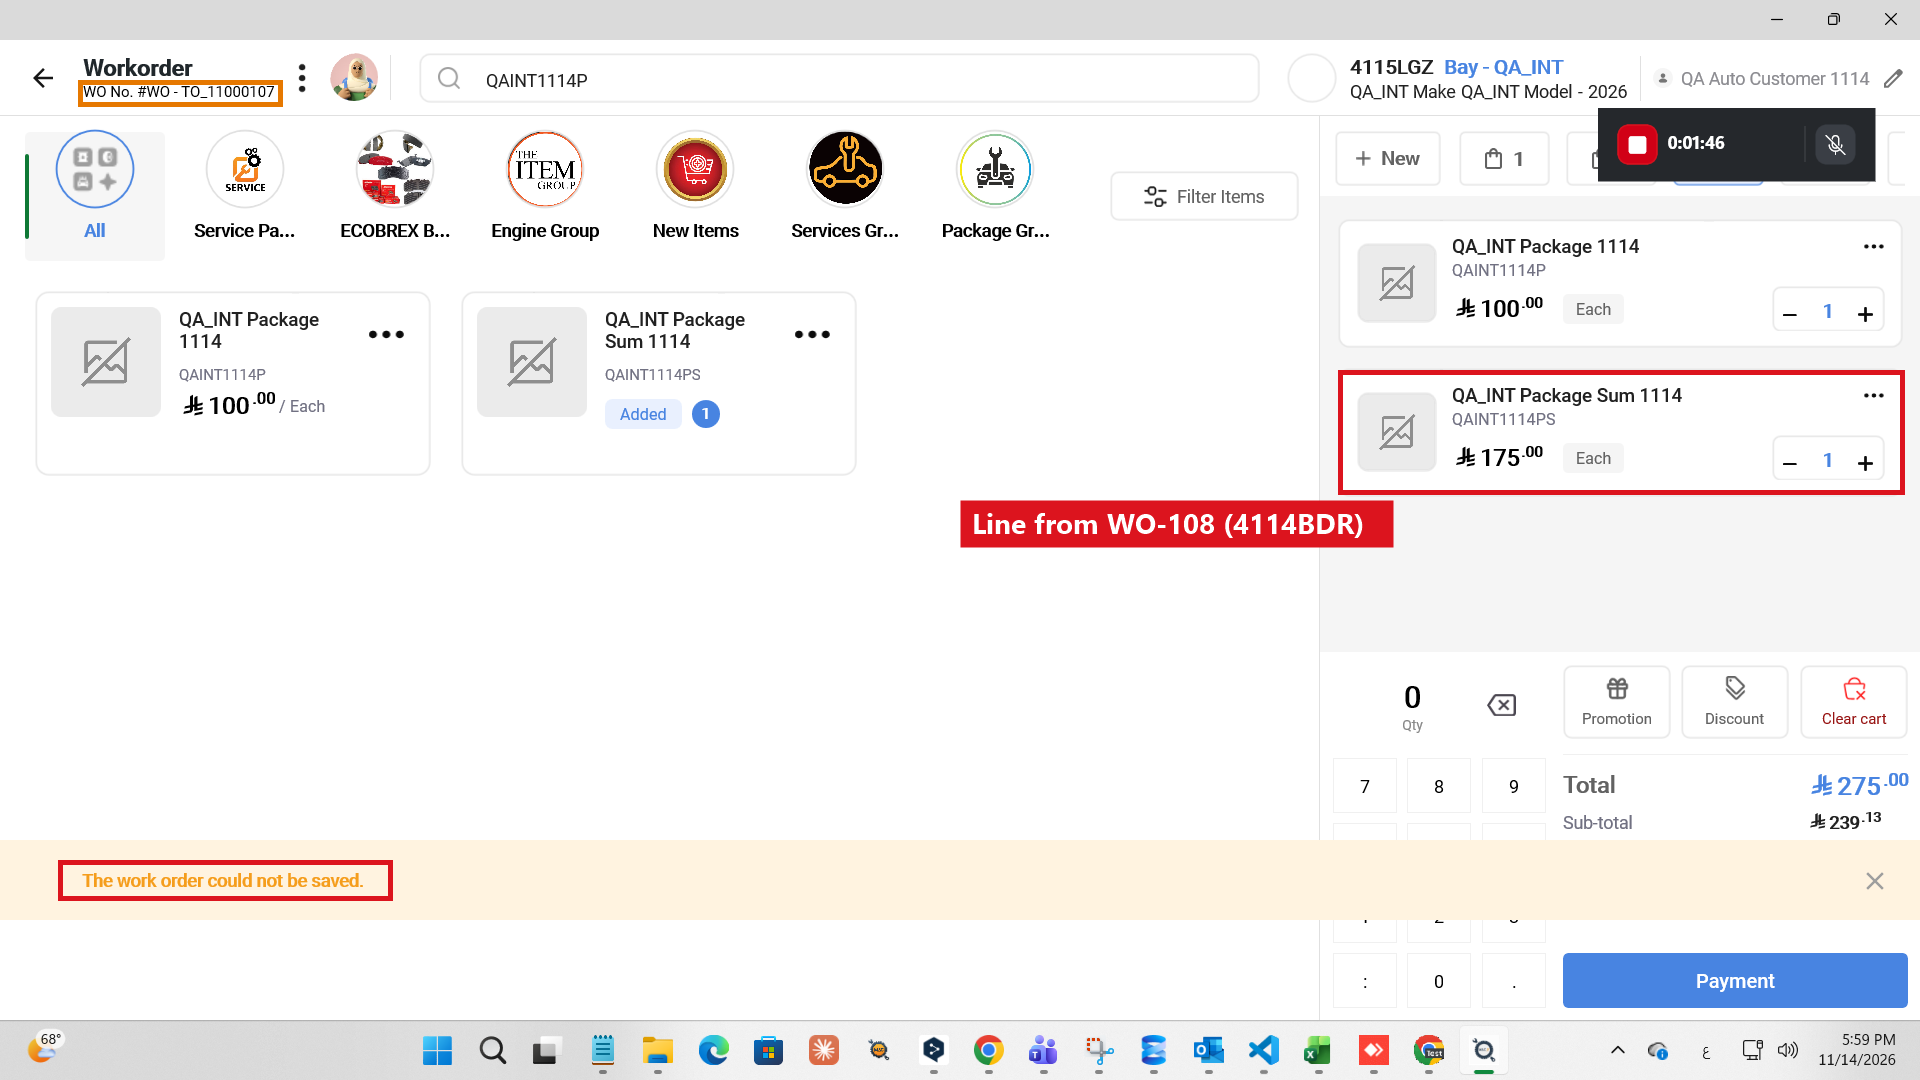 Workorder
WO No. #WO - TO_11000107
QAINT1114P
4115LGZ Bay - QA_INT
QA_INT Make QA_INT Model - 2026
QA Auto Customer 1114
0:01:46
All
SERVICE
Service Pa...
ECOBREX B...
THE
ITEM
GROUP
Engine Group
New Items
Services Gr...
Package Gr...
Filter Items
+ New
1
QA_INT Package
1114
QAINT1114P
100.00 / Each
QA_INT Package
Sum 1114
QAINT1114PS
Added 1
QA_INT Package 1114
QAINT1114P
100.00 Each
− 1 +
QA_INT Package Sum 1114
QAINT1114PS
175.00 Each
− 1 +
Line from WO-108 (4114BDR)
0
Qty
Promotion
Discount
Clear cart
7 8 9
Total 275.00
Sub-total 239.13
The work order could not be saved.
: 0 .
Payment
68°
Test
ع
5:59 PM
11/14/2026